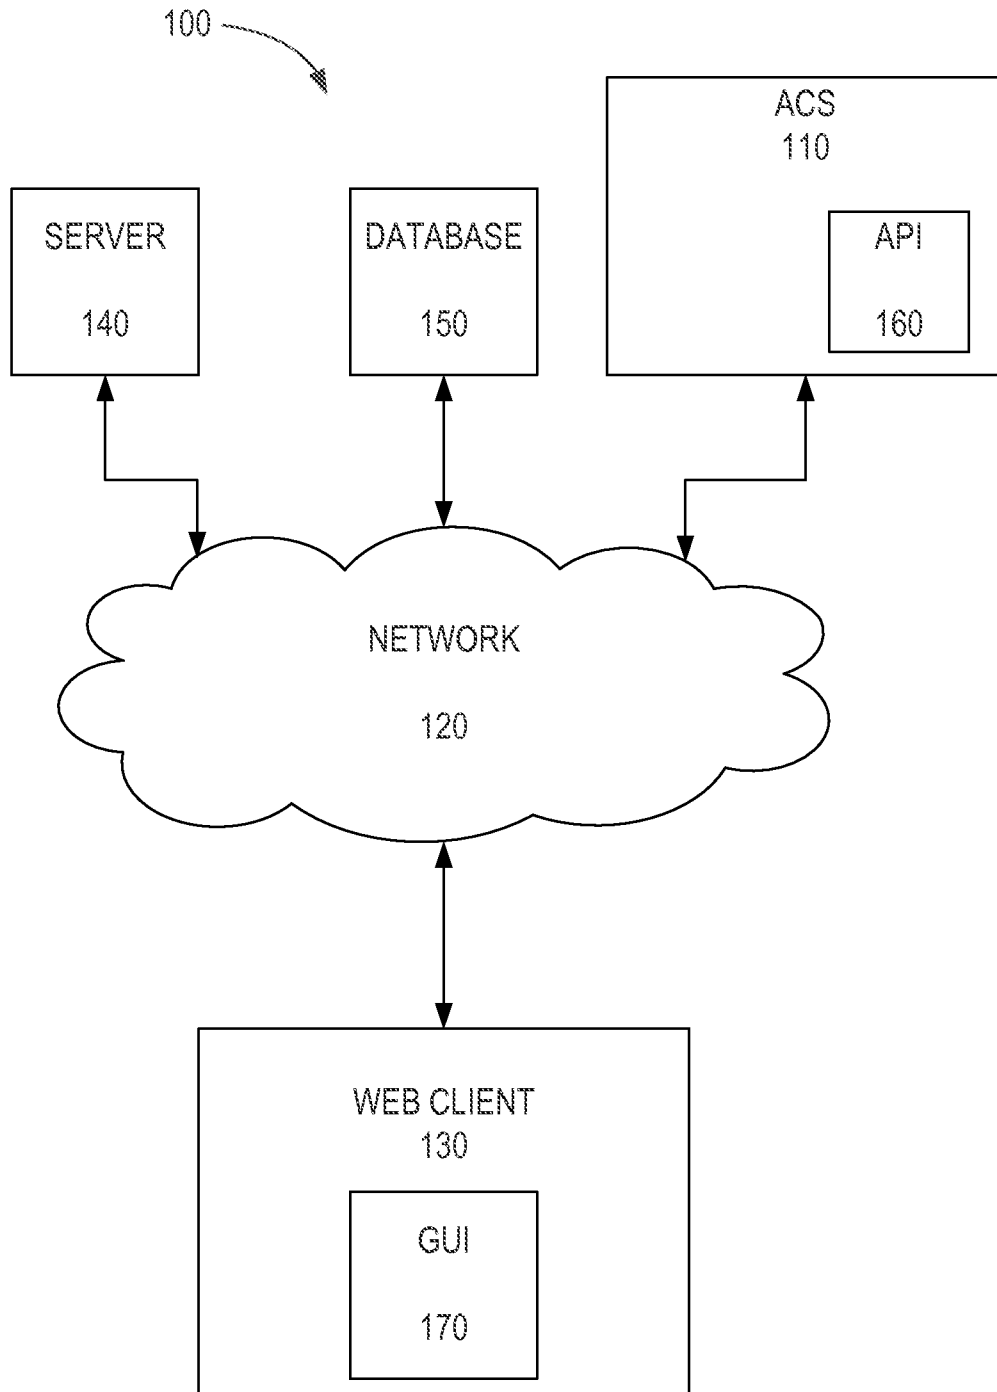 100
ACS
110
SERVER
140
DATABASE
150
API
160
NETWORK
120
WEB CLIENT
130
GUI
170